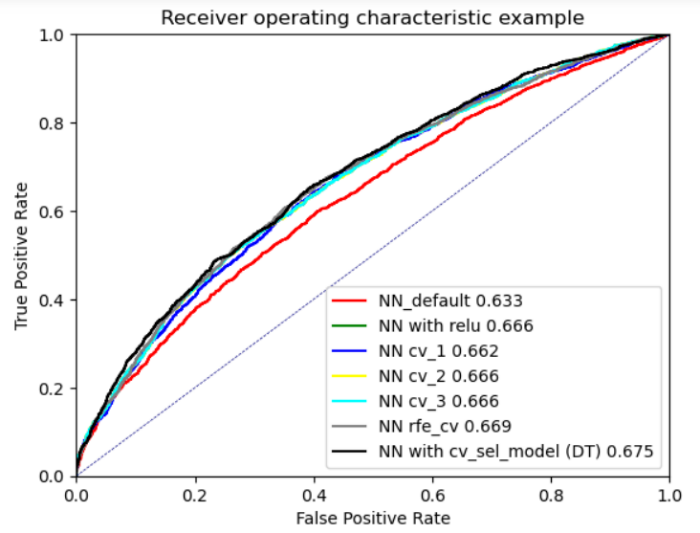 Receiver operating characteristic example
True Positive Rate
1.0
0.8
0.6
0.4
0.2
0.0
NN_default 0.633
NN with relu 0.666
NN cv_1 0.662
NN cv_2 0.666
NN cv_3 0.666
NN rfe_cv 0.669
NN with cv_sel_model (DT) 0.675
0.0 0.2 0.4 0.6 0.8 1.0
False Positive Rate